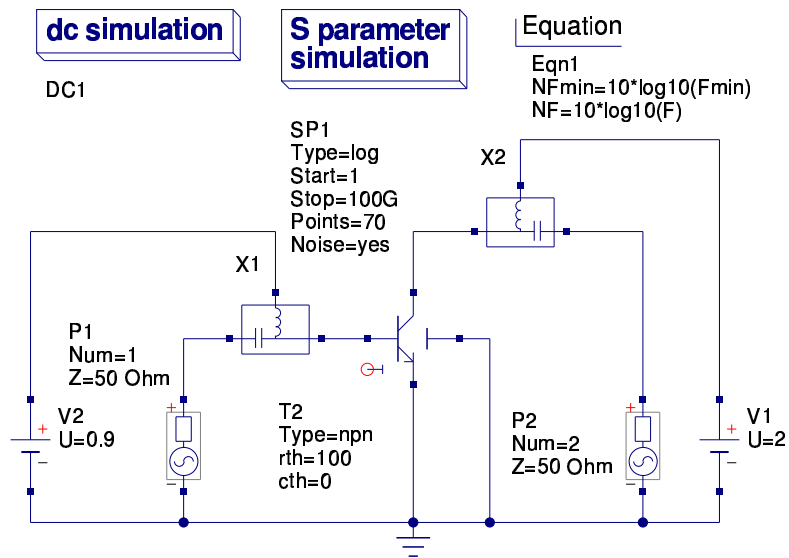 dc simulation
S parameter
simulation
Equation
DC1
Eqn1
NFmin=10*log10(Fmin)
NF=10*log10(F)
SP1
Type=log
Start=1
Stop=100G
Points=70
Noise=yes
X2
X1
P1
Num=1
Z=50 Ohm
V2
U=0.9
T2
Type=npn
rth=100
cth=0
P2
Num=2
Z=50 Ohm
V1
U=2